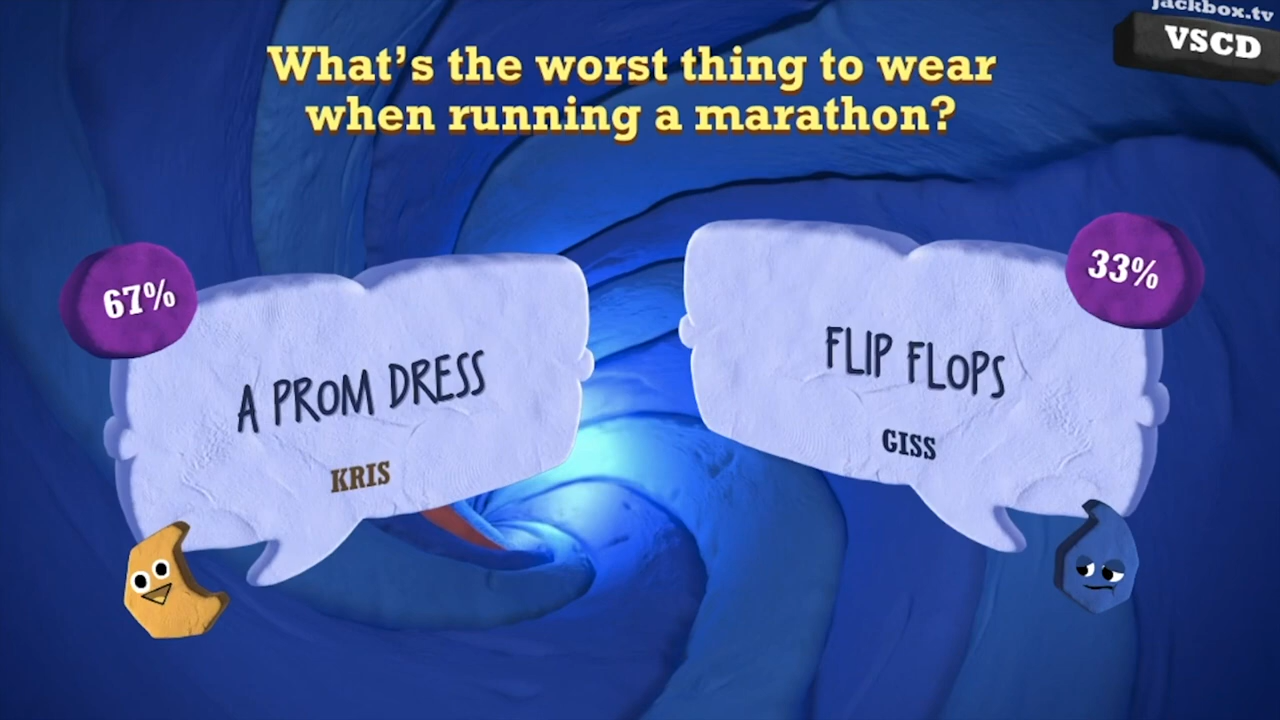 jackbox.tv
VSCD
What's the worst thing to wear
when running a marathon?
67%
A PROM DRESS
KRIS
33%
FLIP FLOPS
GISS